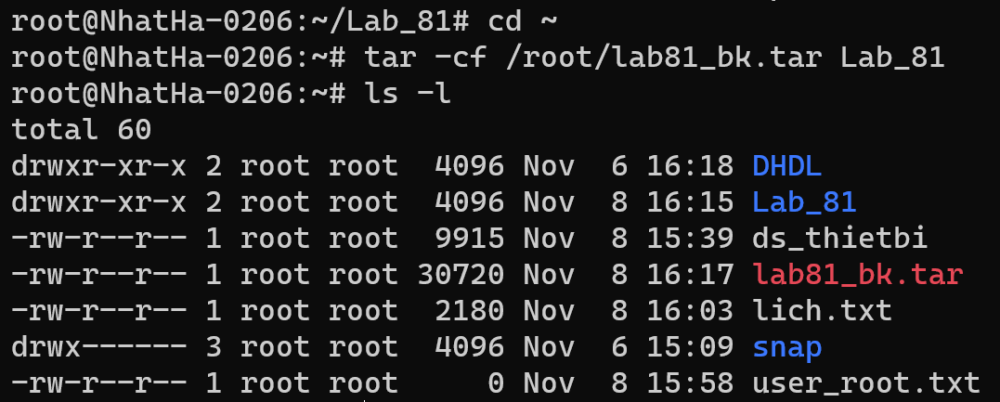 root@NhatHa-0206:~/Lab_81# cd ~
root@NhatHa-0206:~# tar -cf /root/lab81_bk.tar Lab_81
root@NhatHa-0206:~# ls -l
total 60
drwxr-xr-x 2 root root  4096 Nov  6 16:18 DHDL
drwxr-xr-x 2 root root  4096 Nov  8 16:15 Lab_81
-rw-r--r-- 1 root root  9915 Nov  8 15:39 ds_thietbi
-rw-r--r-- 1 root root 30720 Nov  8 16:17 lab81_bk.tar
-rw-r--r-- 1 root root  2180 Nov  8 16:03 lich.txt
drwx------ 3 root root  4096 Nov  6 15:09 snap
-rw-r--r-- 1 root root     0 Nov  8 15:58 user_root.txt